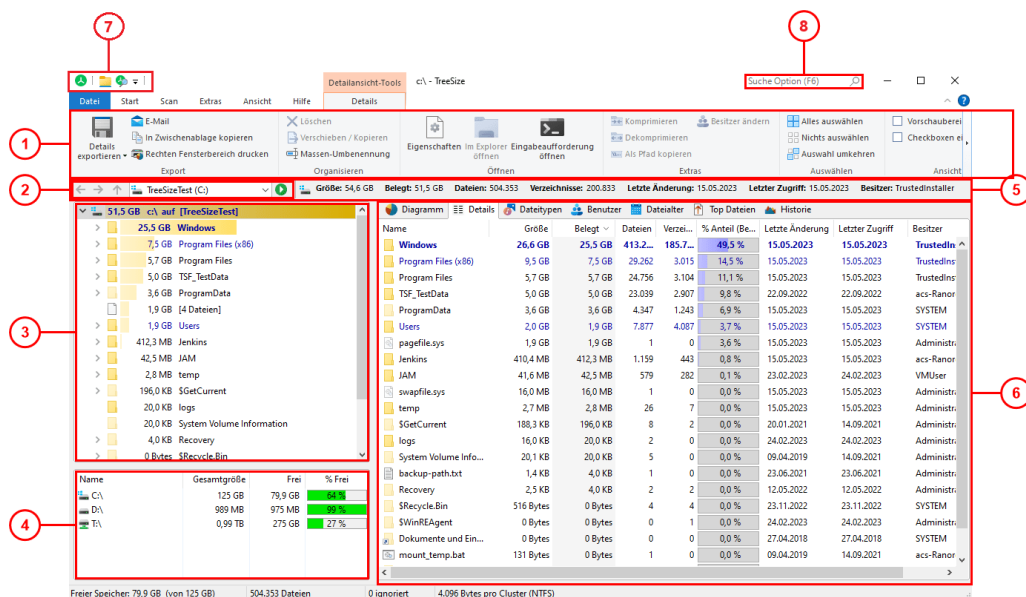 7
8
Detailansicht-Tools
c:\ - TreeSize
Suche Option (F6)
Datei Start Scan Extras Ansicht Hilfe Details
1
Details exportieren
E-Mail
In Zwischenablage kopieren
Rechten Fensterbereich drucken
Export
Löschen
Verschieben / Kopieren
Massen-Umbenennung
Organisieren
Eigenschaften
Im Explorer öffnen
Eingabeaufforderung öffnen
Öffnen
Komprimieren
Dekomprimieren
Als Pfad kopieren
Besitzer ändern
Extras
Alles auswählen
Nichts auswählen
Auswahl umkehren
Auswählen
Vorschauberei
Checkboxen ei
Ansicht
2
TreeSizeTest (C:)
Größe: 54,6 GB Belegt: 51,5 GB Dateien: 504.353 Verzeichnisse: 200.833 Letzte Änderung: 15.05.2023 Letzter Zugriff: 15.05.2023 Besitzer: TrustedInstaller
5
3
51,5 GB c:\ auf [TreeSizeTest]
25,5 GB Windows
7,5 GB Program Files (x86)
5,7 GB Program Files
5,0 GB TSF_TestData
3,6 GB ProgramData
1,9 GB [4 Dateien]
1,9 GB Users
412,3 MB Jenkins
42,5 MB JAM
2,8 MB temp
196,0 KB $GetCurrent
20,0 KB logs
20,0 KB System Volume Information
4,0 KB Recovery
0 Bytes $Recycle.Bin
4
Name Gesamtgröße Frei % Frei
C:\ 125 GB 79,9 GB 64 %
D:\ 989 MB 975 MB 99 %
T:\ 0,99 TB 275 GB 27 %
Diagramm Details Dateitypen Benutzer Dateialter Top Dateien Historie
Name Größe Belegt Dateien Verzei... % Anteil (Be... Letzte Änderung Letzter Zugriff Besitzer
Windows 26,6 GB 25,5 GB 413.2... 185.7... 49,5 % 15.05.2023 15.05.2023 TrustedIn
Program Files (x86) 9,5 GB 7,5 GB 29.262 3.015 14,5 % 15.05.2023 15.05.2023 TrustedIns
Program Files 5,7 GB 5,7 GB 24.756 3.104 11,1 % 15.05.2023 15.05.2023 TrustedIns
TSF_TestData 5,0 GB 5,0 GB 23.039 2.907 9,8 % 22.09.2022 22.09.2022 acs-Ranor
ProgramData 3,6 GB 3,6 GB 4.347 1.243 6,9 % 15.05.2023 15.05.2023 SYSTEM
Users 2,0 GB 1,9 GB 7.877 4.087 3,7 % 15.05.2023 15.05.2023 SYSTEM
pagefile.sys 1,9 GB 1,9 GB 1 0 3,6 % 15.05.2023 15.05.2023 Administra
Jenkins 410,4 MB 412,3 MB 1.159 443 0,8 % 15.05.2023 15.05.2023 acs-Ranor
JAM 41,6 MB 42,5 MB 579 282 0,1 % 23.02.2023 24.02.2023 VMUser
swapfile.sys 16,0 MB 16,0 MB 1 0 0,0 % 15.05.2023 15.05.2023 Administra
temp 2,7 MB 2,8 MB 26 7 0,0 % 15.05.2023 15.05.2023 Administra
$GetCurrent 188,3 KB 196,0 KB 8 2 0,0 % 20.01.2021 14.09.2021 Administra
logs 16,0 KB 20,0 KB 2 0 0,0 % 24.02.2023 24.02.2023 Administra
System Volume Info... 20,1 KB 20,0 KB 5 0 0,0 % 09.04.2019 14.09.2021 Administra
backup-path.txt 1,4 KB 4,0 KB 1 0 0,0 % 23.06.2021 23.06.2021 Administra
Recovery 2,5 KB 4,0 KB 2 2 0,0 % 12.05.2022 12.05.2022 Administra
$Recycle.Bin 516 Bytes 0 Bytes 4 4 0,0 % 23.11.2022 23.11.2022 SYSTEM
$WinREAgent 0 Bytes 0 Bytes 0 1 0,0 % 24.02.2023 24.02.2023 Administra
Dokumente und Ein... 0 Bytes 0 Bytes 0 0 0,0 % 27.04.2018 27.04.2018 SYSTEM
mount_temp.bat 131 Bytes 0 Bytes 1 0 0,0 % 09.04.2019 14.09.2021 acs-Ranor
6
Freier Speicher: 79,9 GB (von 125 GB) 504.353 Dateien 0 ignoriert 4.096 Bytes pro Cluster (NTFS)